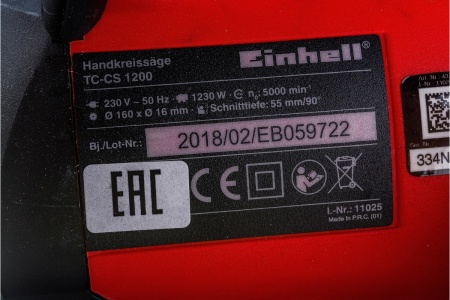 Handkreissäge
TC-CS 1200
Einhell
230 V ~ 50 Hz · 1230 W · n₀: 5000 min⁻¹
Ø 160 x Ø 16 mm · Schnitttiefe: 55 mm/90°
Bj./Lot-Nr.: 2018/02/EB059722
EAC
CE
I.-Nr.: 11025
Made in P.R.C. (01)
334N